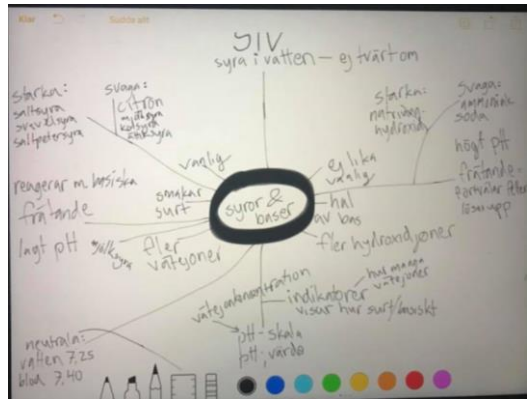 Klar
SIV
syra i vatten – ej tvärtom
starka:
saltsyra
svavelsyra
salpetersyra
svaga:
citron
mjölksyra
kolsyra
starka:
natrium-
hydroxid
svaga:
ammoniak
soda
vanlig
ej lika
vanlig
högt pH
reagerar m. basiska
smakar
surt
syror &
baser
hal
av bas
frätande
frätande-
löser upp
lågt pH
fler
vätejoner
fler hydroxidjoner
vätejonkoncentration
indikatorer
hur många
vätejoner
visar hur surt/basiskt
pH-skala
pH-värde
neutrala:
vatten 7.25
blod 7.40